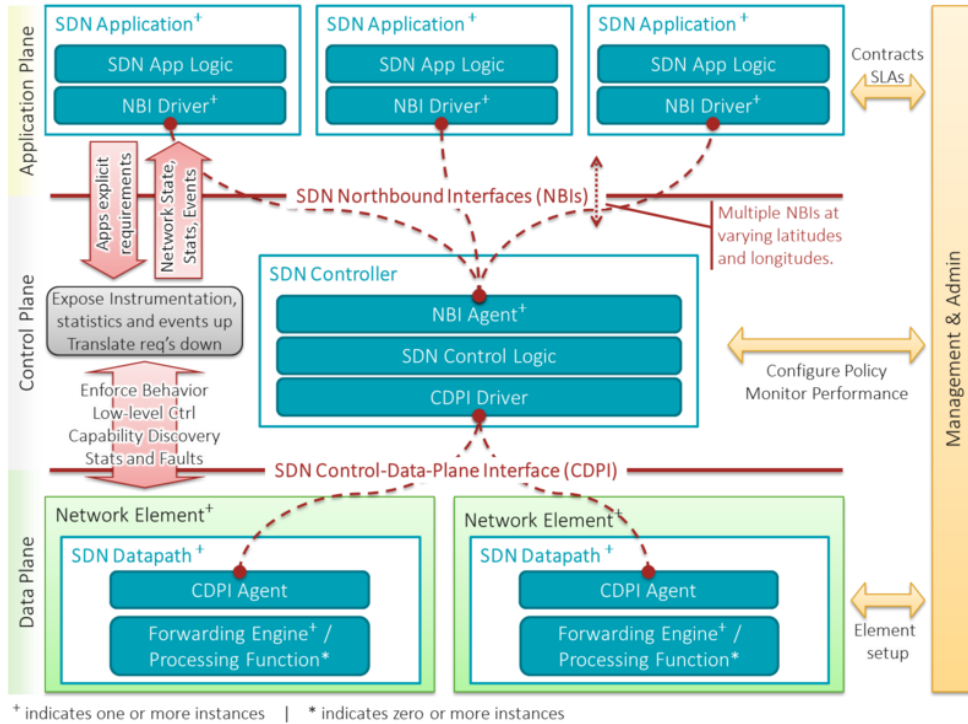 Application Plane
SDN Application+
SDN App Logic
NBI Driver+
SDN Application+
SDN App Logic
NBI Driver+
SDN Application+
SDN App Logic
NBI Driver+
Contracts
SLAs
Apps explicit
requirements
Network State,
Stats, Events
SDN Northbound Interfaces (NBIs)
Multiple NBIs at
varying latitudes
and longitudes.
Control Plane
Expose Instrumentation,
statistics and events up
Translate req's down
SDN Controller
NBI Agent+
SDN Control Logic
CDPI Driver
Configure Policy
Monitor Performance
Management & Admin
Enforce Behavior
Low-level Ctrl
Capability Discovery
Stats and Faults
SDN Control-Data-Plane Interface (CDPI)
Data Plane
Network Element+
SDN Datapath +
CDPI Agent
Forwarding Engine+ /
Processing Function*
Network Element+
SDN Datapath +
CDPI Agent
Forwarding Engine+ /
Processing Function*
Element
setup
+ indicates one or more instances | * indicates zero or more instances